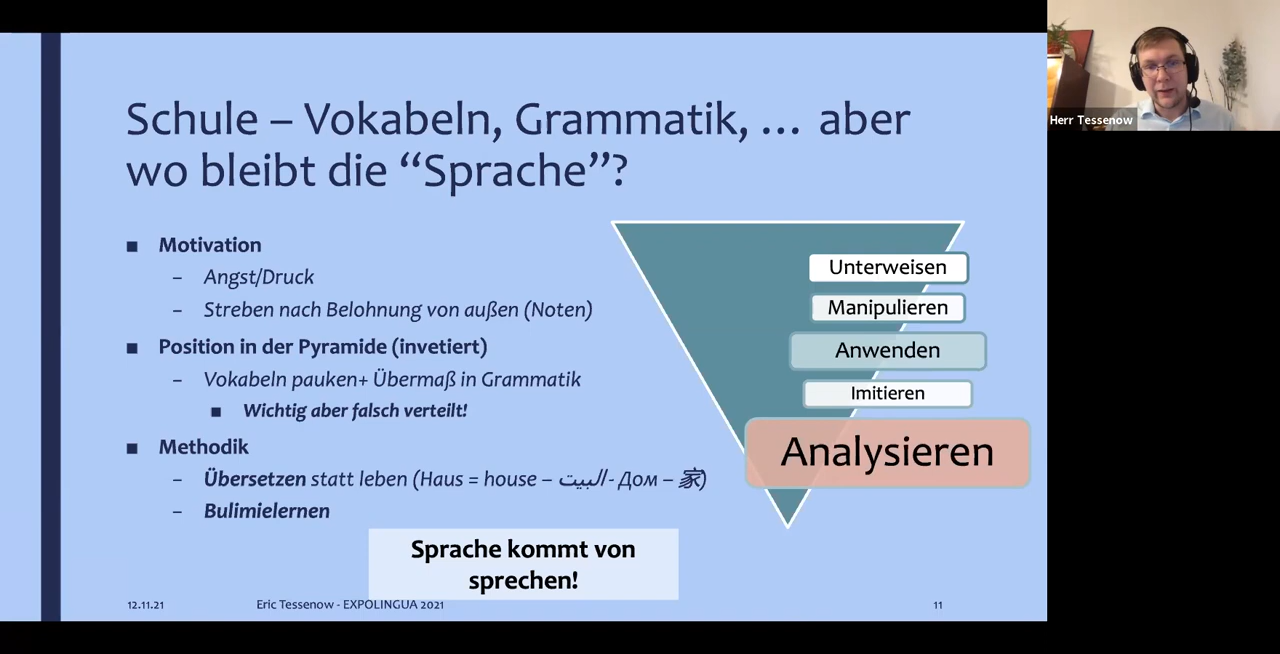 Schule – Vokabeln, Grammatik, … aber
wo bleibt die “Sprache”?
■ Motivation
– Angst/Druck
– Streben nach Belohnung von außen (Noten)
■ Position in der Pyramide (invetiert)
– Vokabeln pauken+ Übermaß in Grammatik
■ Wichtig aber falsch verteilt!
■ Methodik
– Übersetzen statt leben (Haus = house – البيت - Дом – 家)
– Bulimielernen
Unterweisen
Manipulieren
Anwenden
Imitieren
Analysieren
Sprache kommt von
sprechen!
12.11.21
Eric Tessenow - EXPOLINGUA 2021
11
Herr Tessenow